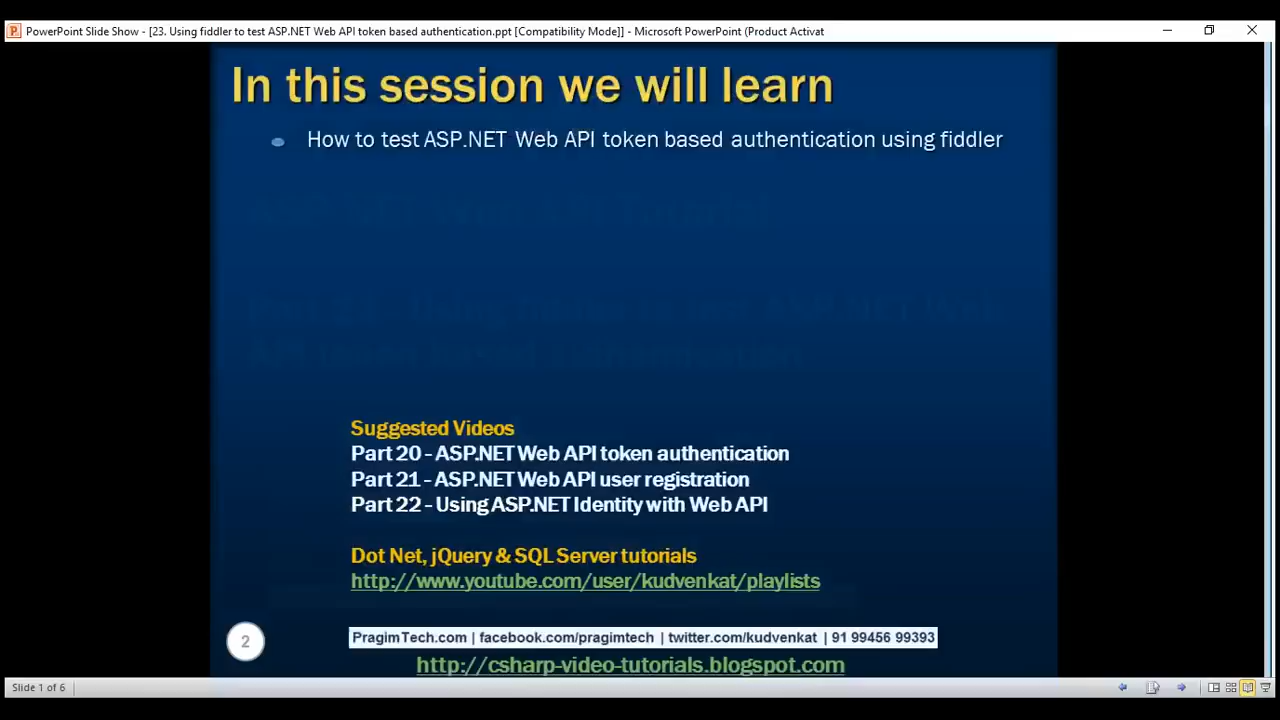 PowerPoint Slide Show - [23. Using fiddler to test ASP.NET Web API token based authentication.ppt [Compatibility Mode]] - Microsoft PowerPoint (Product Activat
In this session we will learn
How to test ASP.NET Web API token based authentication using fiddler
Suggested Videos
Part 20 - ASP.NET Web API token authentication
Part 21 - ASP.NET Web API user registration
Part 22 - Using ASP.NET Identity with Web API
Dot Net, jQuery & SQL Server tutorials
http://www.youtube.com/user/kudvenkat/playlists
2
PragimTech.com | facebook.com/pragimtech | twitter.com/kudvenkat | 91 99456 99393
http://csharp-video-tutorials.blogspot.com
Slide 1 of 6